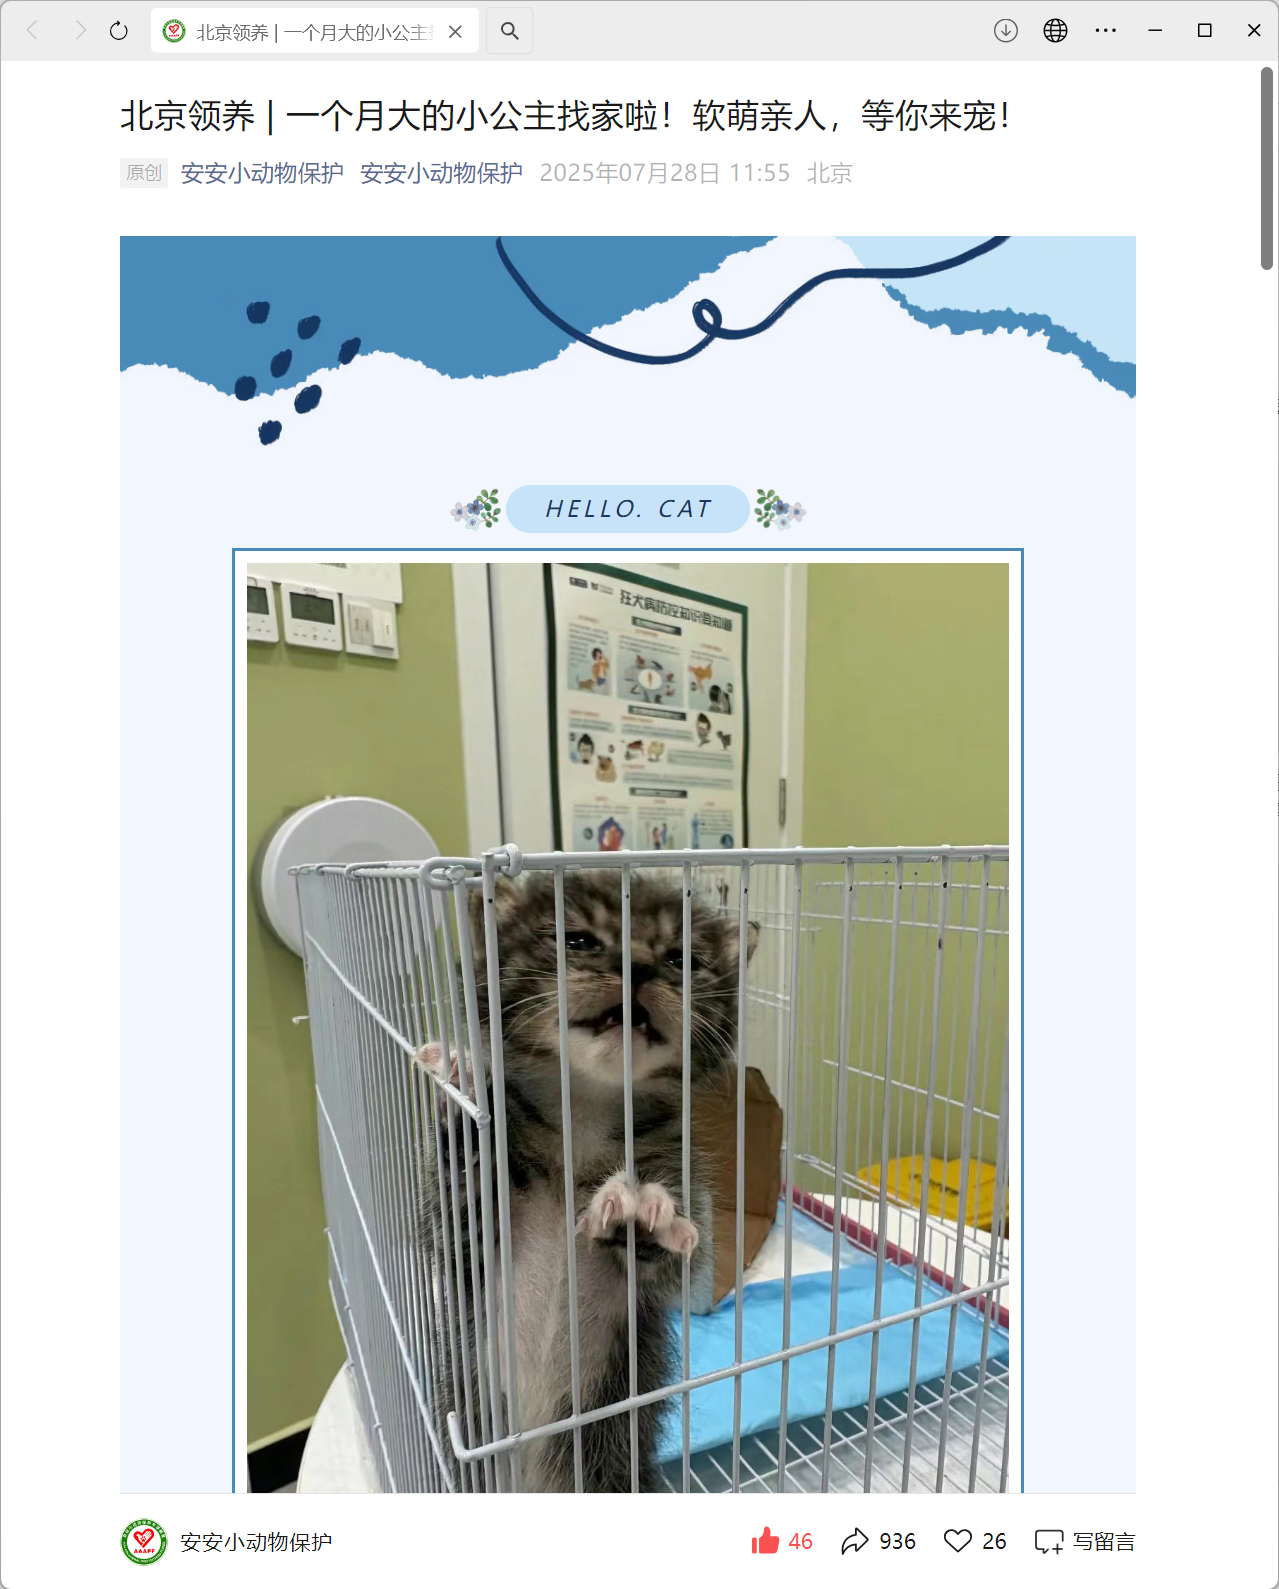 北京领养 | 一个月大的小公主
北京领养 | 一个月大的小公主找家啦！软萌亲人，等你来宠！
原创 安安小动物保护 安安小动物保护 2025年07月28日 11:55 北京
HELLO. CAT
狂犬病防控知识要知道
安安小动物保护 46 936 26 写留言